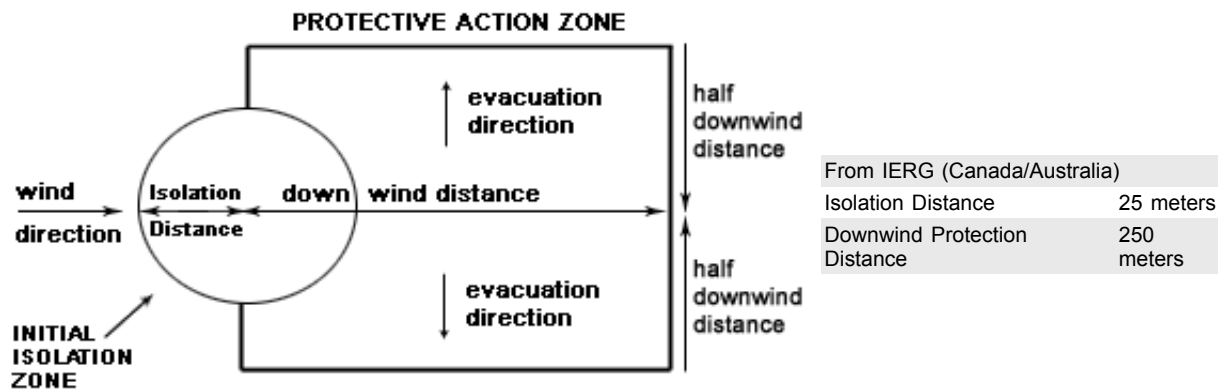 PROTECTIVE ACTION ZONE
evacuation
direction
half
downwind
distance
wind
direction
Isolation
Distance
down wind distance
evacuation
direction
half
downwind
distance
INITIAL
ISOLATION
ZONE
From IERG (Canada/Australia)
Isolation Distance 25 meters
Downwind Protection 250
Distance meters